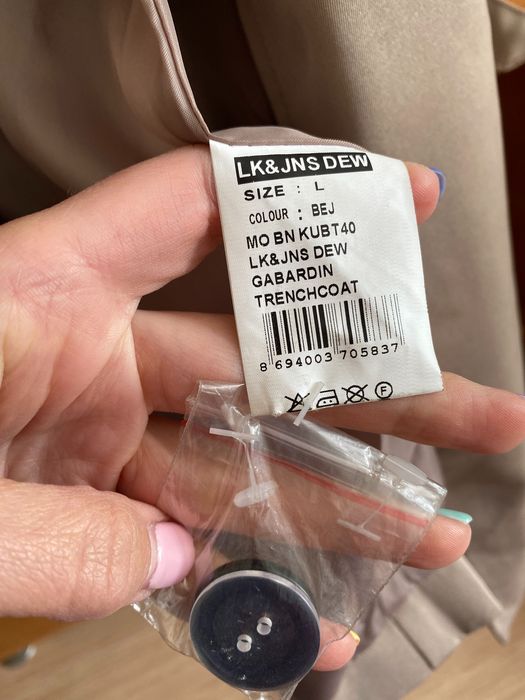 LK&JNS DEW
SIZE : L
COLOUR : BEJ
MO BN KUBT40
LK&JNS DEW
GABARDIN
TRENCHCOAT
8 694003 705837
F